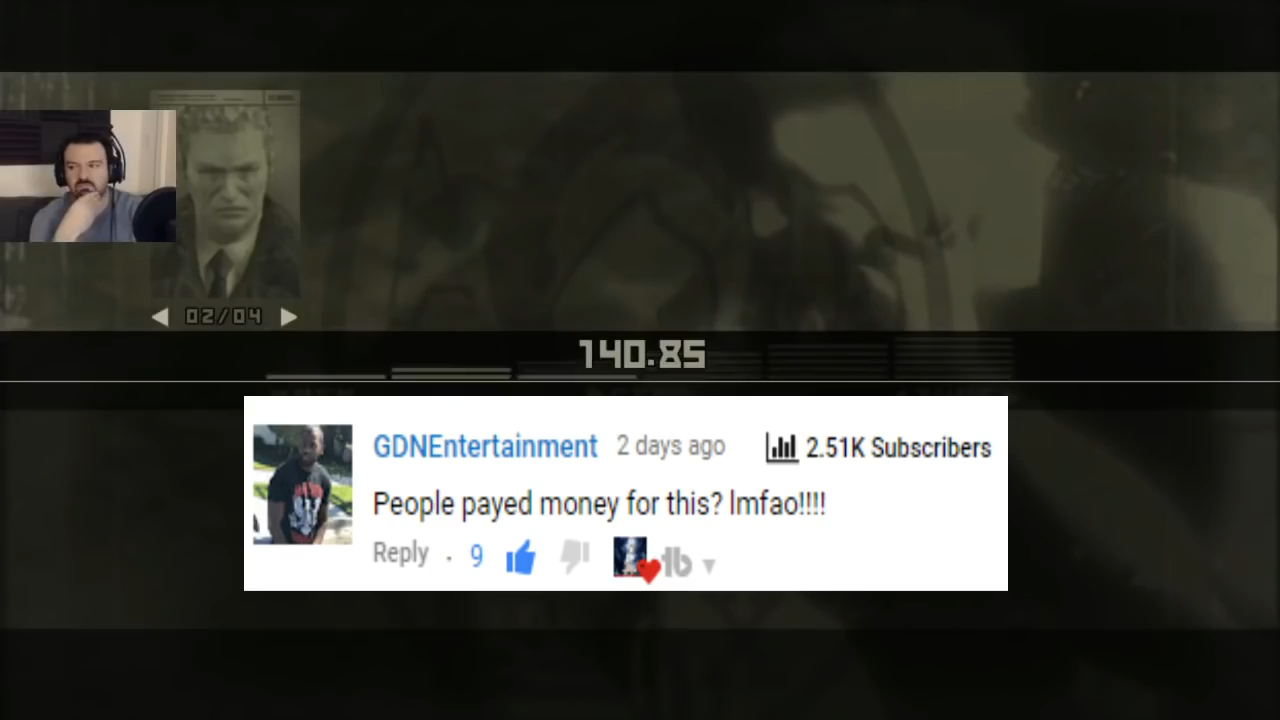 02/04
140.85
GDNEntertainment 2 days ago 2.51K Subscribers
People payed money for this? lmfao!!!!
Reply · 9